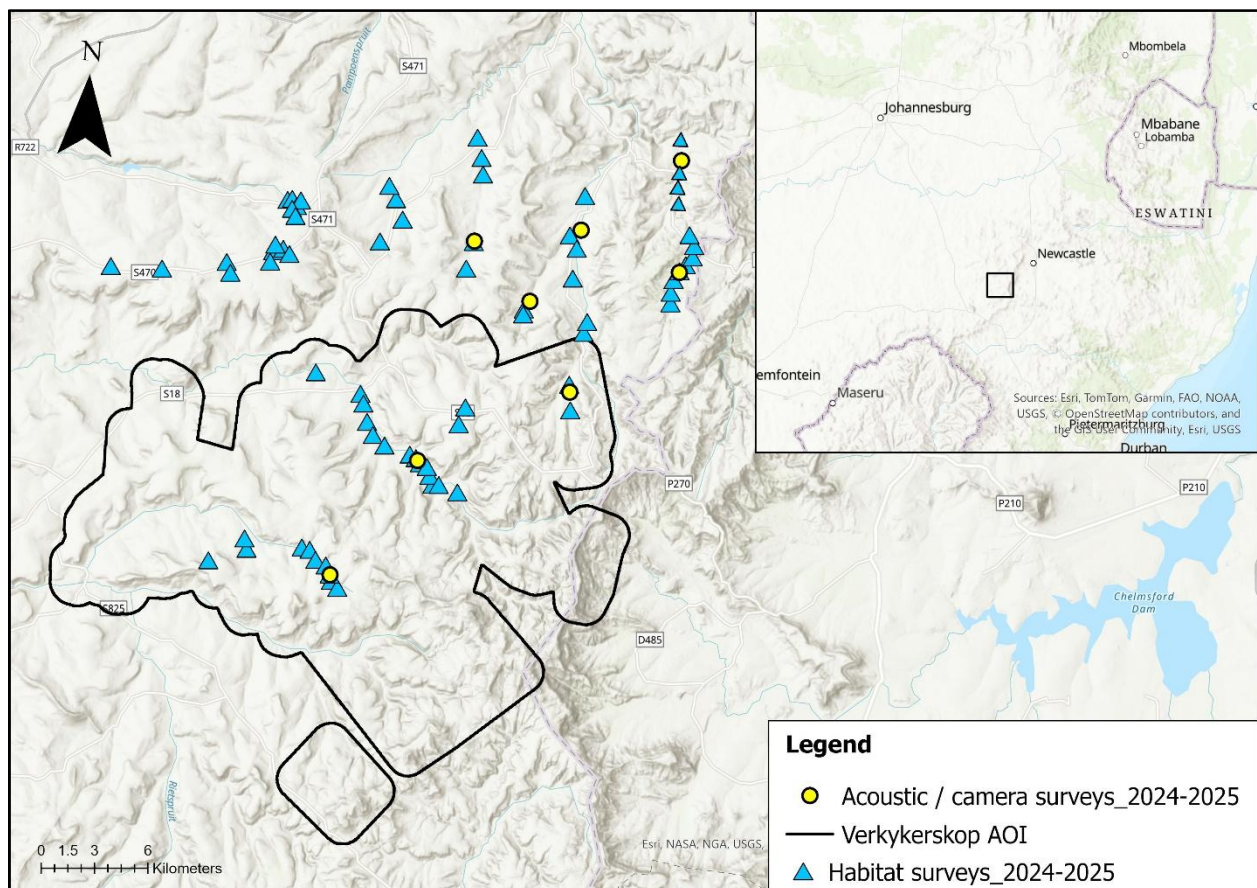 N
Pampoenspruit
S471
R722
S471
S470
S18
P270
P210
P210
Chelmsford
Dam
S825
D485
Rietspruit
Esri, NASA, NGA, USGS,
0 1.5 3 6
Kilometers
Mbombela
Johannesburg
Mbabane
Lobamba
ESWATINI
Newcastle
emfontein
Maseru
Sources: Esri, TomTom, Garmin, FAO, NOAA,
USGS, © OpenStreetMap contributors, and
the GIS User Community, Esri, USGS
Pietermaritzburg
Durban
Legend
Acoustic / camera surveys_2024-2025
Verkykerskop AOI
Habitat surveys_2024-2025